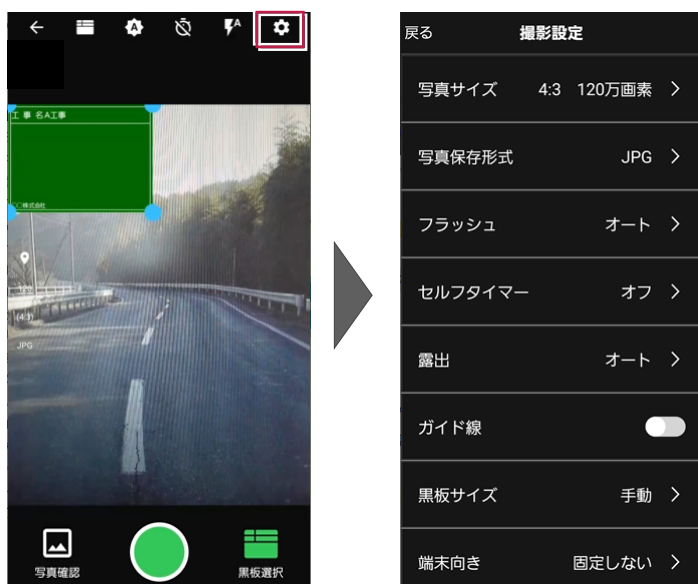 工 事 名A工事
〇〇株式会社
(4:3)
JPG
写真確認
黒板選択
戻る 撮影設定
写真サイズ 4:3 120万画素
写真保存形式 JPG
フラッシュ オート
セルフタイマー オフ
露出 オート
ガイド線
黒板サイズ 手動
端末向き 固定しない